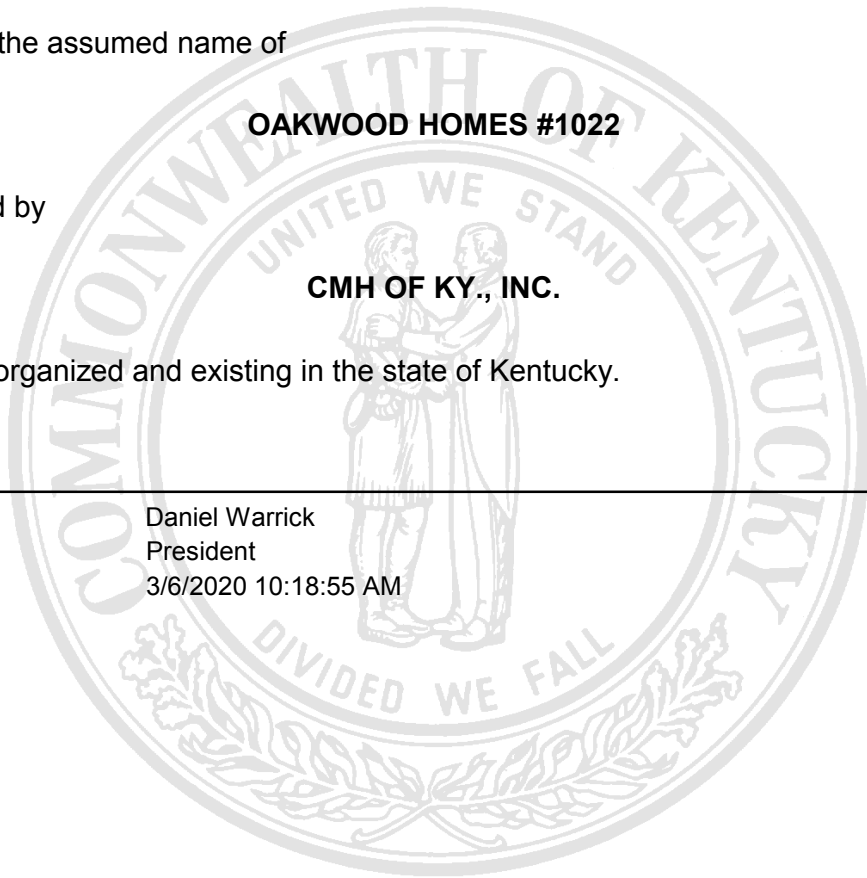 the assumed name of
OAKWOOD HOMES #1022
d by
CMH OF KY., INC.
organized and existing in the state of Kentucky.
Daniel Warrick
President
3/6/2020 10:18:55 AM
COMMONWEALTH OF KENTUCKY
UNITED WE STAND
DIVIDED WE FALL